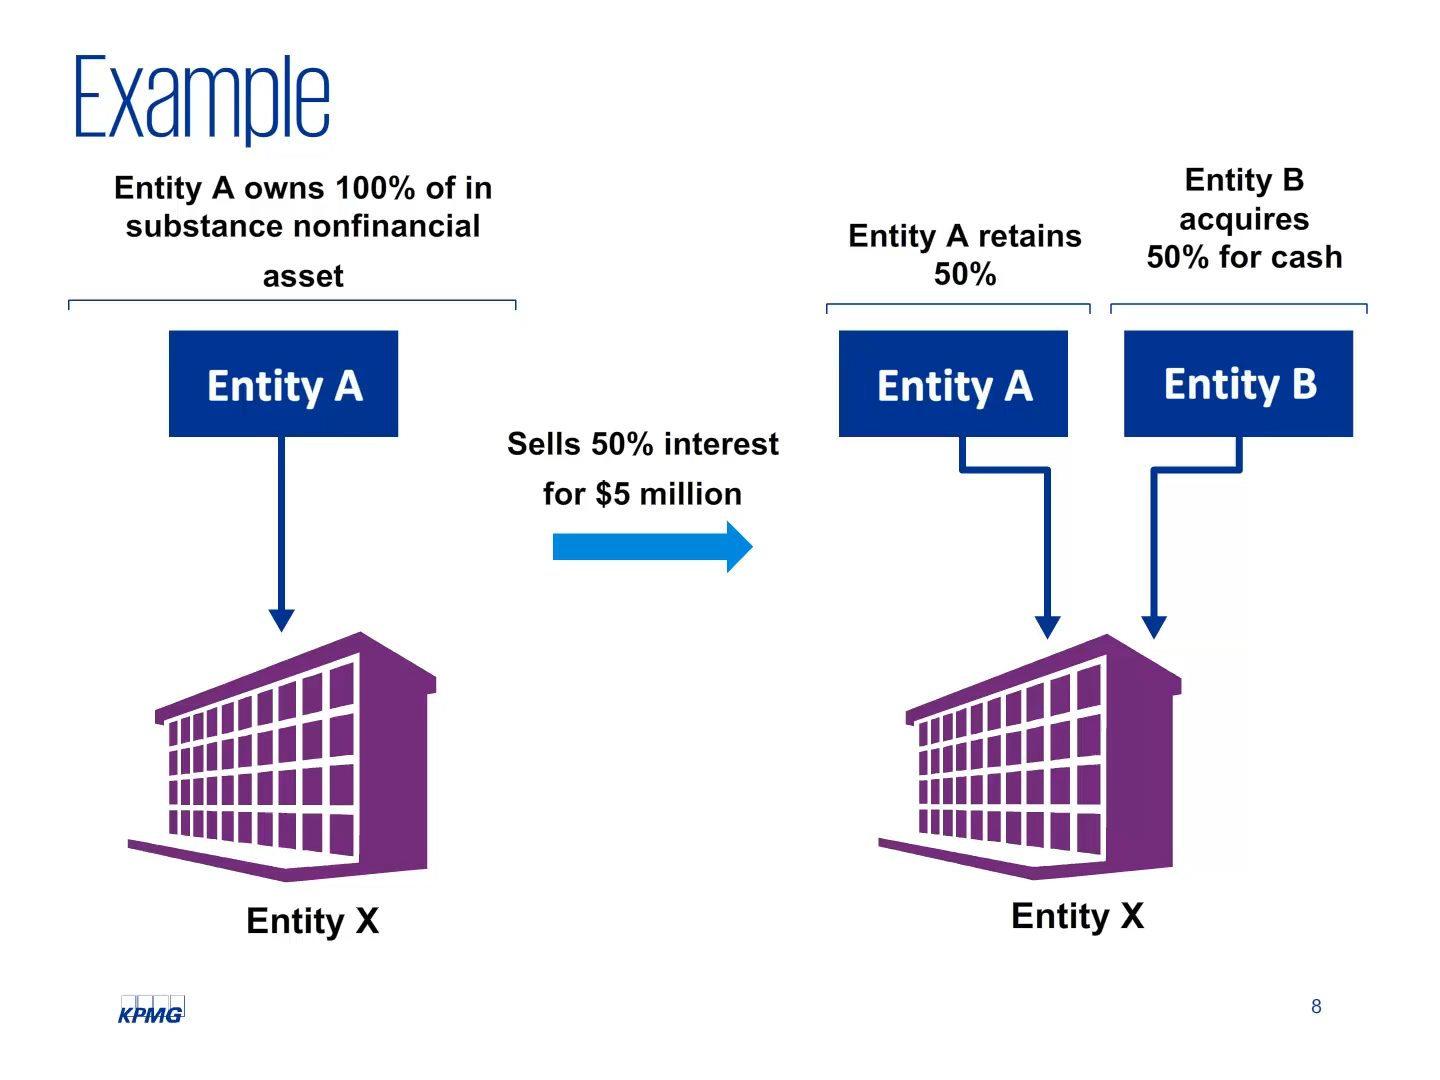 Example
Entity A owns 100% of in
substance nonfinancial
asset
Entity A
Entity X
Sells 50% interest
for $5 million
Entity A retains
50%
Entity B
acquires
50% for cash
Entity A
Entity B
Entity X
KPMG
8